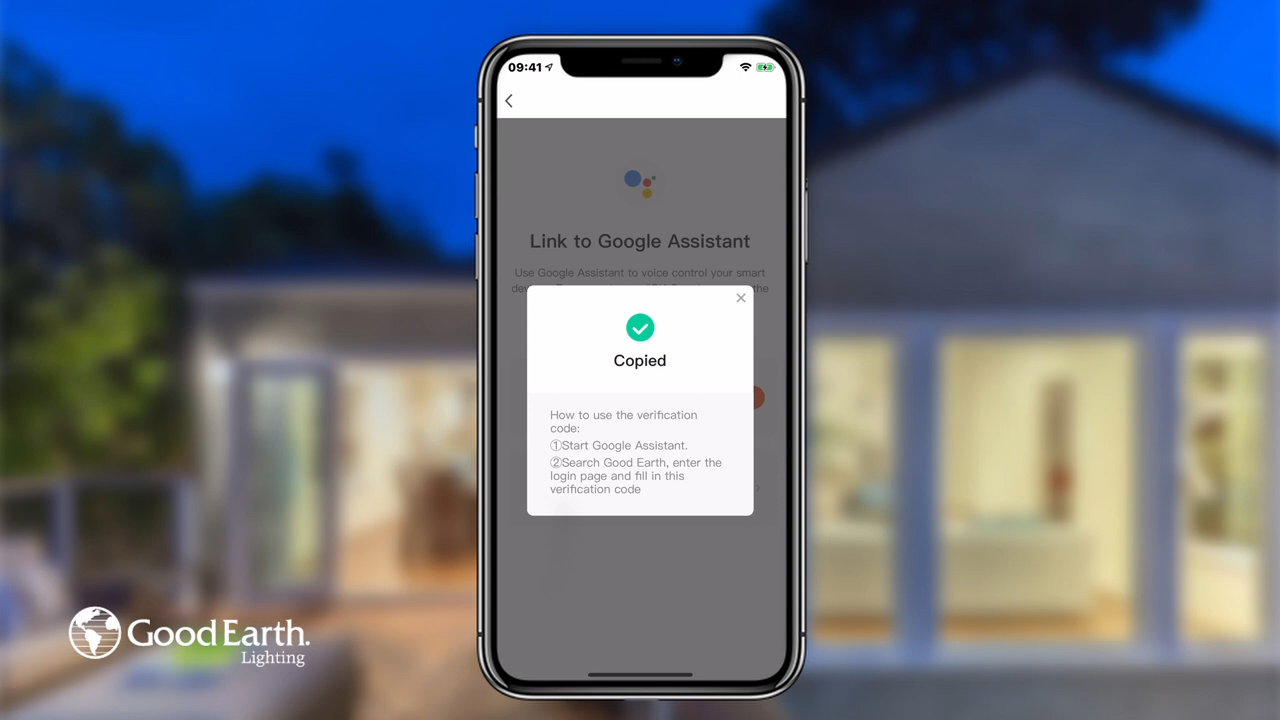 09:41
Link to Google Assistant
Use Google Assistant to voice control your smart
the
Copied
How to use the verification
code:
①Start Google Assistant.
②Search Good Earth, enter the
login page and fill in this
verification code
Good Earth.
Lighting